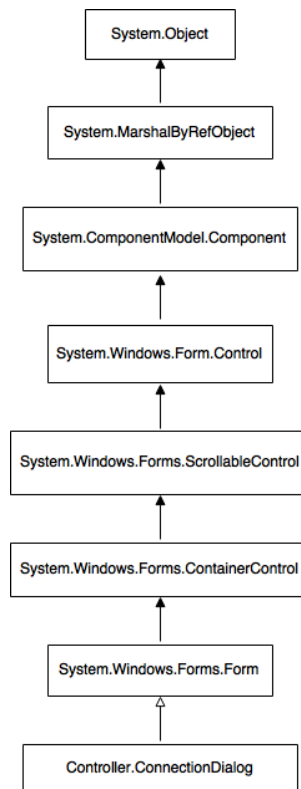 System.Object
System.MarshalByRefObject
System.ComponentModel.Component
System.Windows.Form.Control
System.Windows.Forms.ScrollableControl
System.Windows.Forms.ContainerControl
System.Windows.Forms.Form
Controller.ConnectionDialog